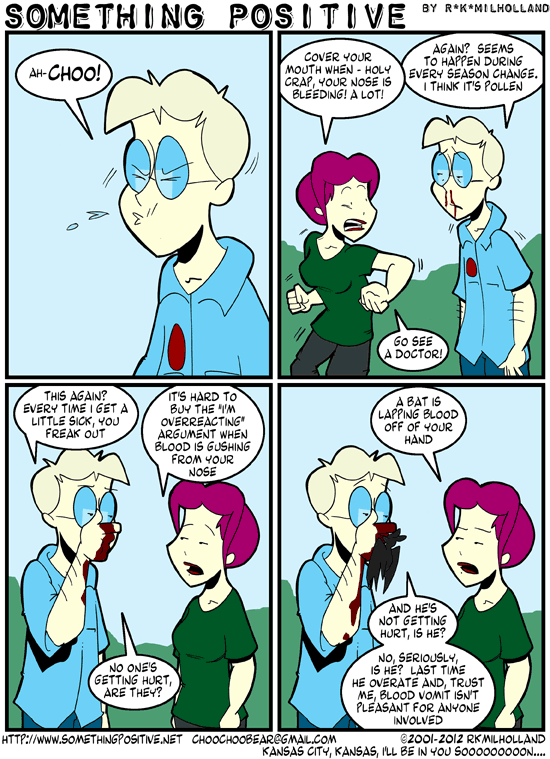 SOMETHING POSITIVE
BY R*K*MILHOLLAND
AH-CHOO!
COVER YOUR
MOUTH WHEN - HOLY
CRAP, YOUR NOSE IS
BLEEDING! A LOT!
AGAIN? SEEMS
TO HAPPEN DURING
EVERY SEASON CHANGE.
I THINK IT'S POLLEN
GO SEE
A DOCTOR!
THIS AGAIN?
EVERY TIME I GET A
LITTLE SICK, YOU
FREAK OUT
IT'S HARD TO
BUY THE "I'M
OVERREACTING"
ARGUMENT WHEN
BLOOD IS GUSHING
FROM YOUR
NOSE
NO ONE'S
GETTING HURT,
ARE THEY?
A BAT IS
LAPPING BLOOD
OFF OF YOUR
HAND
AND HE'S
NOT GETTING
HURT, IS HE?
NO, SERIOUSLY,
IS HE? LAST TIME
HE OVERATE AND, TRUST
ME, BLOOD VOMIT ISN'T
PLEASANT FOR ANYONE
INVOLVED
HTTP://WWW.SOMETHINGPOSITIVE.NET CHOOCHOOBEAR@GMAIL.COM ©2001-2012 RKMILHOLLAND
KANSAS CITY, KANSAS, I'LL BE IN YOU SOOOOOOOOON....